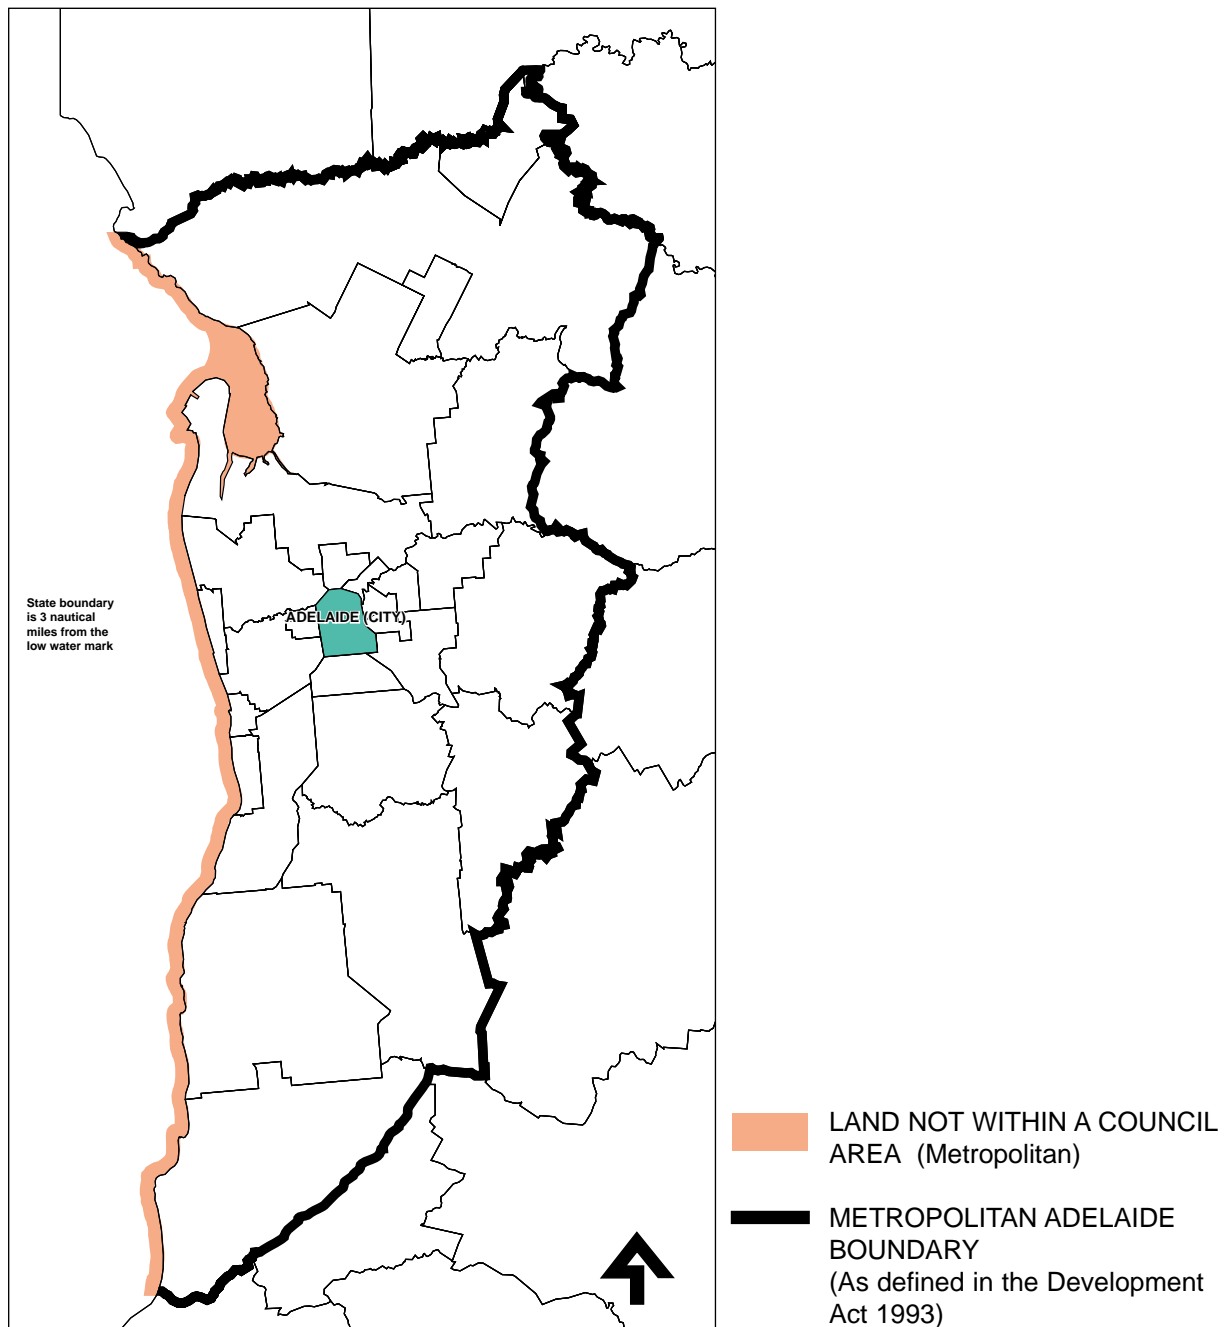 State boundary
is 3 nautical
miles from the
low water mark
ADELAIDE (CITY)
LAND NOT WITHIN A COUNCIL
AREA (Metropolitan)
METROPOLITAN ADELAIDE
BOUNDARY
(As defined in the Development
Act 1993)